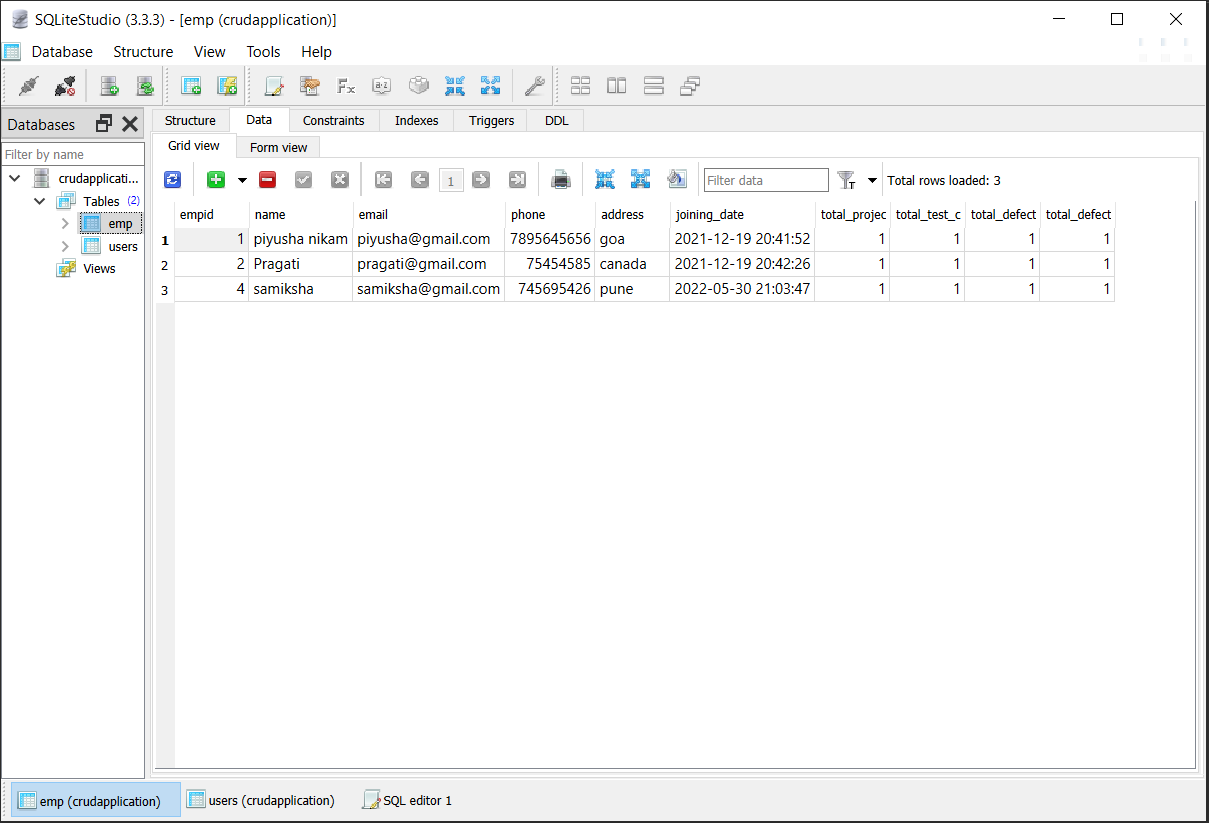 SQLiteStudio (3.3.3) - [emp (crudapplication)]
Database Structure View Tools Help
Databases
Structure Data Constraints Indexes Triggers DDL
Grid view Form view
Filter by name
crudapplicati...
Tables (2)
emp
users
Views
1 Filter data T Total rows loaded: 3
empid name email phone address joining_date total_projec total_test_c total_defect total_defect
1 1 piyusha nikam piyusha@gmail.com 7895645656 goa 2021-12-19 20:41:52 1 1 1 1
2 2 Pragati pragati@gmail.com 75454585 canada 2021-12-19 20:42:26 1 1 1 1
3 4 samiksha samiksha@gmail.com 745695426 pune 2022-05-30 21:03:47 1 1 1 1
emp (crudapplication) users (crudapplication) SQL editor 1